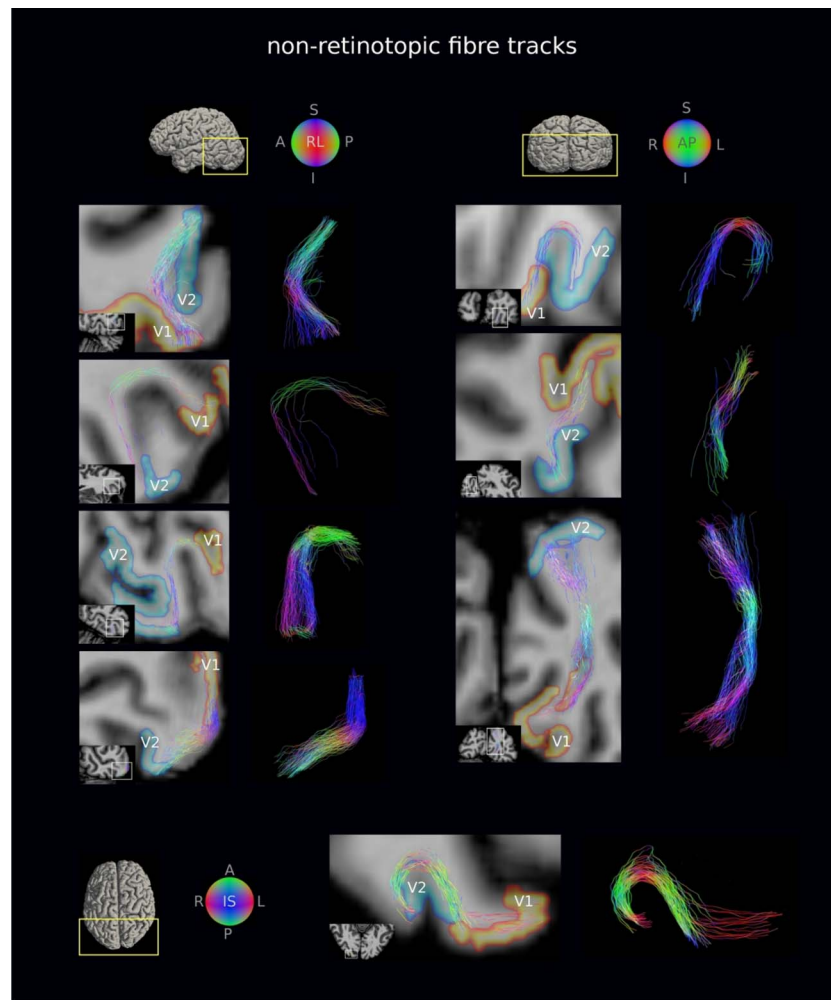 non-retinotopic fibre tracks
S
A RL P
I
S
R AP L
I
V2
V1
V2
V1
V1
V2
V1
V2
V2
V1
V1
V2
V2
V1
A
R IS L
P
V2
V1